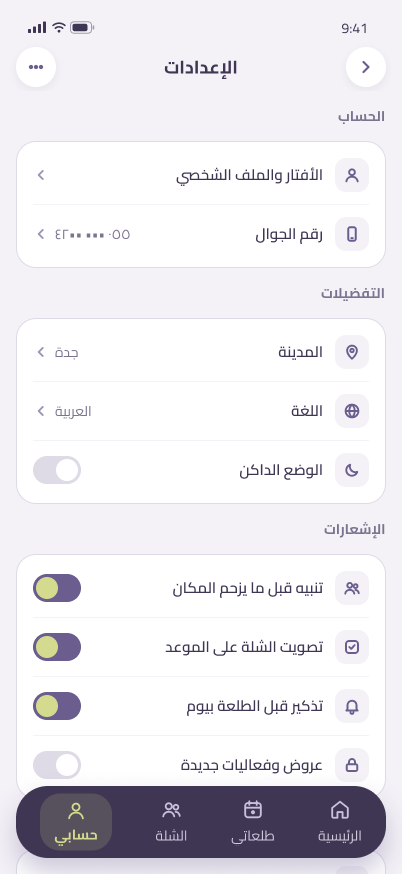 9:41
الإعدادات
الحساب
الأفتار والملف الشخصي
رقم الجوال
٠٥٥ ••• ••٤٢
التفضيلات
المدينة
جدة
اللغة
العربية
الوضع الداكن
الإشعارات
تنبيه قبل ما يزحم المكان
تصويت الشلة على الموعد
تذكير قبل الطلعة بيوم
عروض وفعاليات جديدة
الرئيسية
طلعاتي
الشلة
حسابي